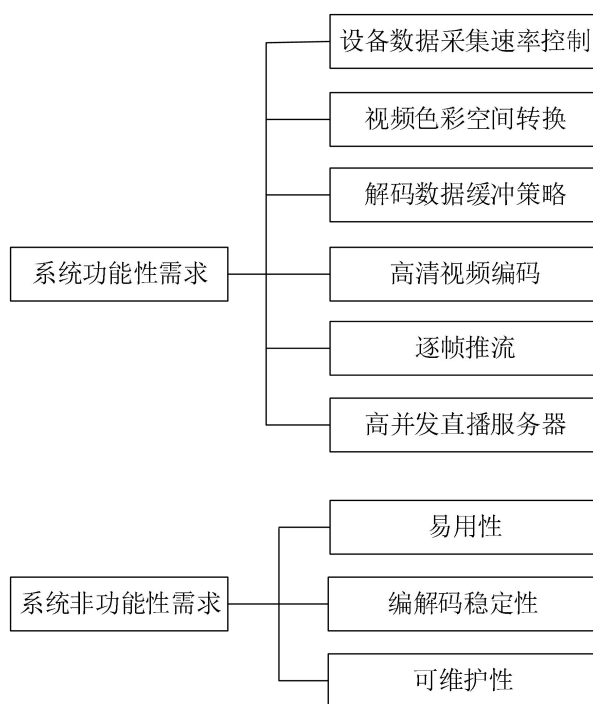 设备数据采集速率控制
视频色彩空间转换
解码数据缓冲策略
系统功能性需求
高清视频编码
逐帧推流
高并发直播服务器
易用性
系统非功能性需求
编解码稳定性
可维护性